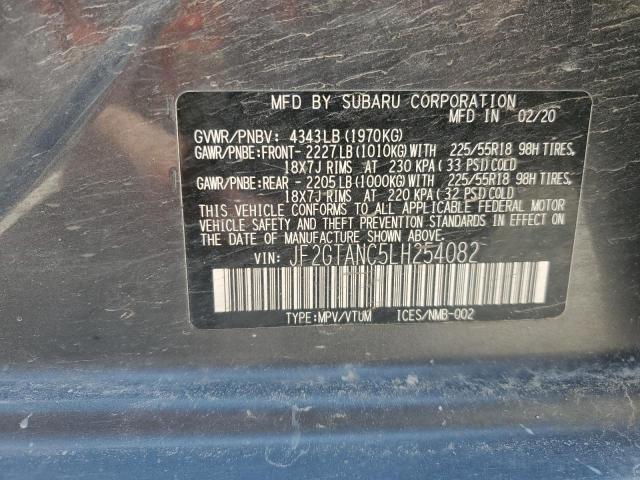 MFD BY SUBARU CORPORATION
MFD IN 02/20
GVWR/PNBV: 4343LB (1970KG)
GAWR/PNBE:FRONT-2227LB (1010KG) WITH 225/55R18 98H TIRES,
18X7J RIMS AT 230 KPA (33 PSI) COLD
GAWR/PNBE:REAR -2205LB (1000KG) WITH 225/55R18 98H TIRES,
18X7J RIMS AT 220 KPA (32 PSI) COLD
THIS VEHICLE CONFORMS TO ALL APPLICABLE FEDERAL MOTOR
VEHICLE SAFETY AND THEFT PREVENTION STANDARDS IN EFFECT ON
THE DATE OF MANUFACTURE SHOWN ABOVE.
VIN: JF2GTANC5LH254082
TYPE:MPV/VTUM ICES/NMB-002